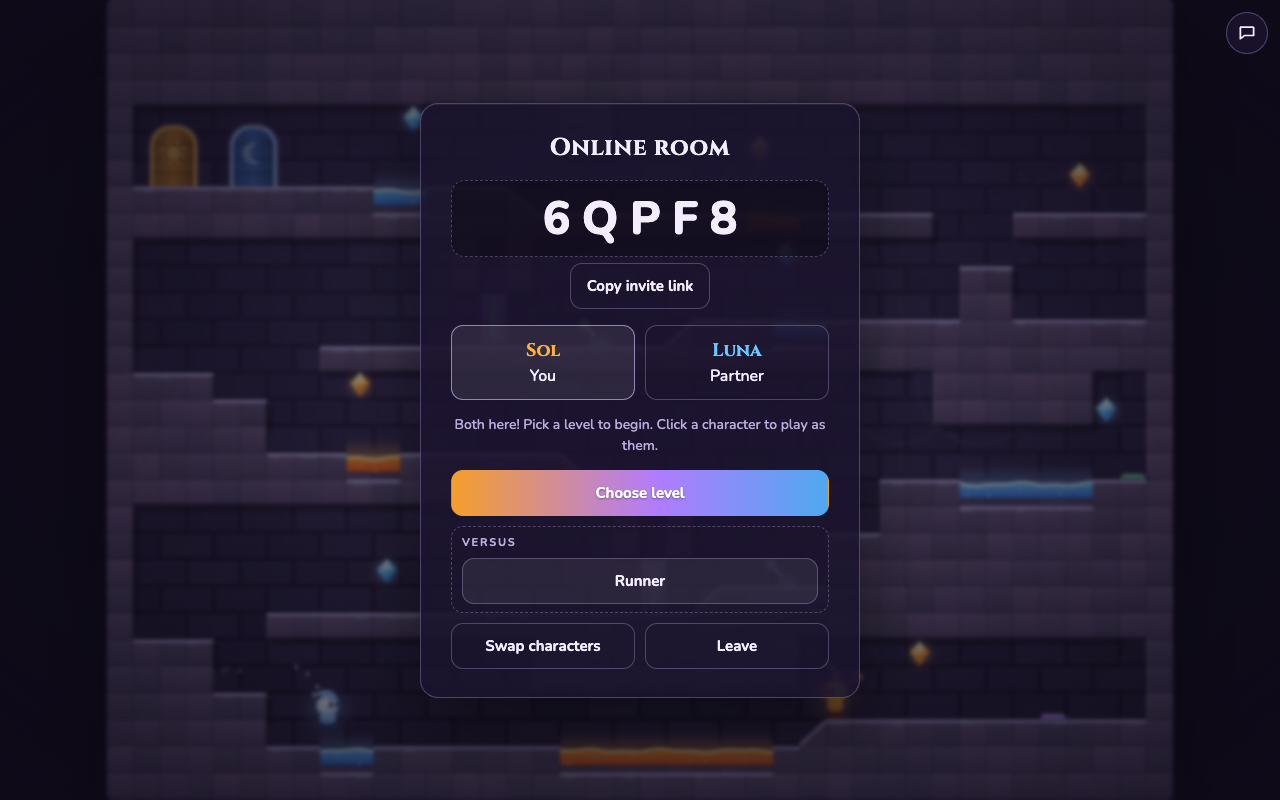 Online room
6QPF8
Copy invite link
Sol
You
Luna
Partner
Both here! Pick a level to begin. Click a character to play as
them.
Choose level
VERSUS
Runner
Swap characters
Leave